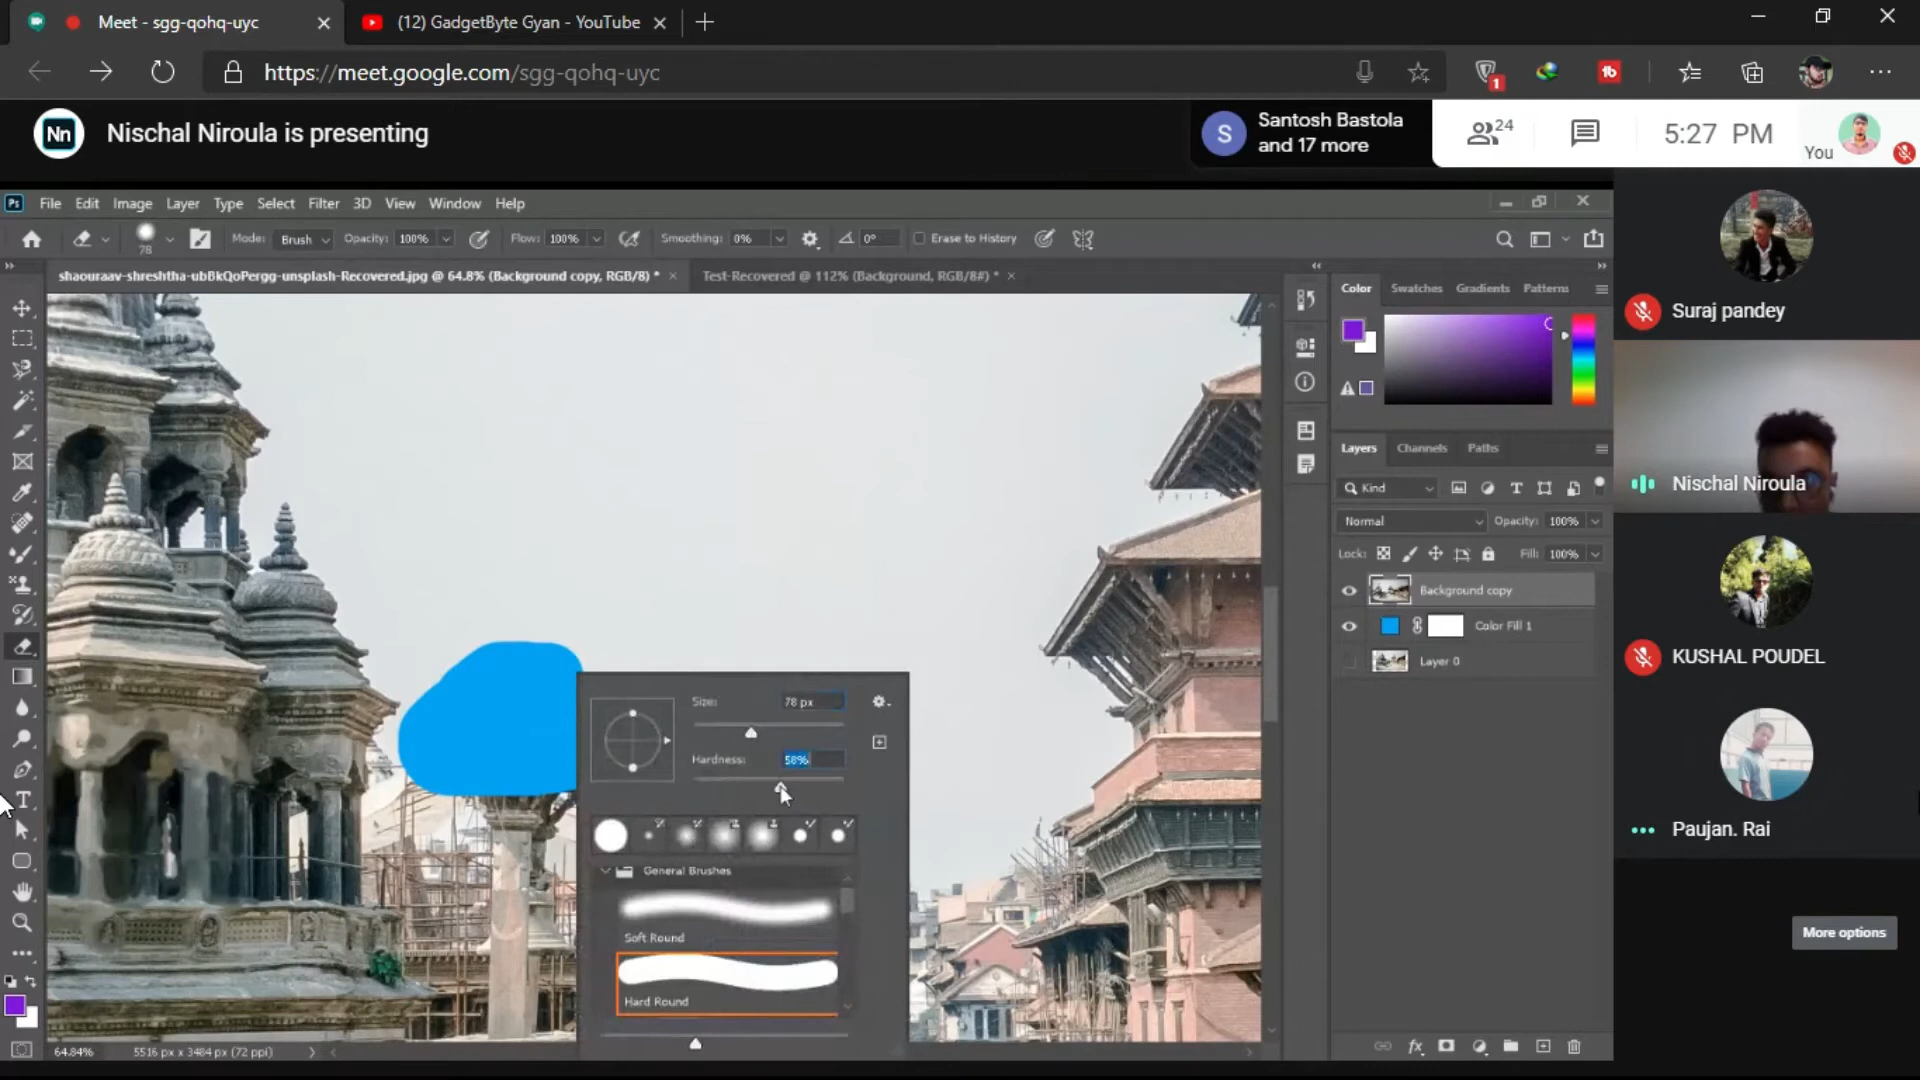 Meet - sgg-qohq-uyc
(12) GadgetByte Gyan - YouTube
https://meet.google.com/sgg-qohq-uyc
1
Nn
Nischal Niroula is presenting
S
Santosh Bastola
and 17 more
24
5:27 PM
You
Ps File Edit Image Layer Type Select Filter 3D View Window Help
78
Mode: Brush Opacity: 100% Flow: 100% Smoothing: 0% 0° Erase to History
shaouraav-shreshtha-ubBkQoPergg-unsplash-Recovered.jpg @ 64.8% (Background copy, RGB/8) *
Test-Recovered @ 112% (Background, RGB/8#) *
Color Swatches Gradients Patterns
Layers Channels Paths
Kind
Normal Opacity: 100%
Lock: Fill: 100%
Background copy
Color Fill 1
Layer 0
Size: 78 px
Hardness: 58%
General Brushes
Soft Round
Hard Round
64.84% 5516 px x 3484 px (72 ppi)
fx
Suraj pandey
Nischal Niroula
KUSHAL POUDEL
Paujan. Rai
More options